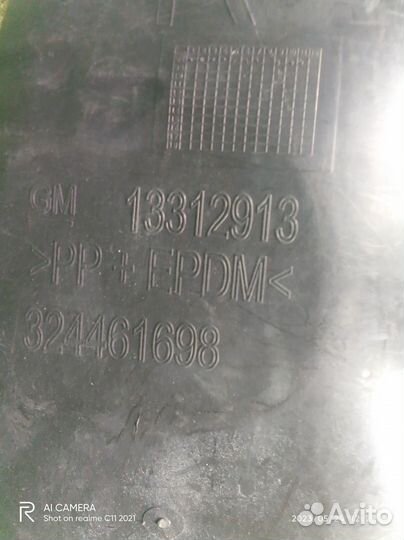 GM 13312913
>PP+EPDM<
324461698
AI CAMERA
Shot on realme C11 2021
Avito